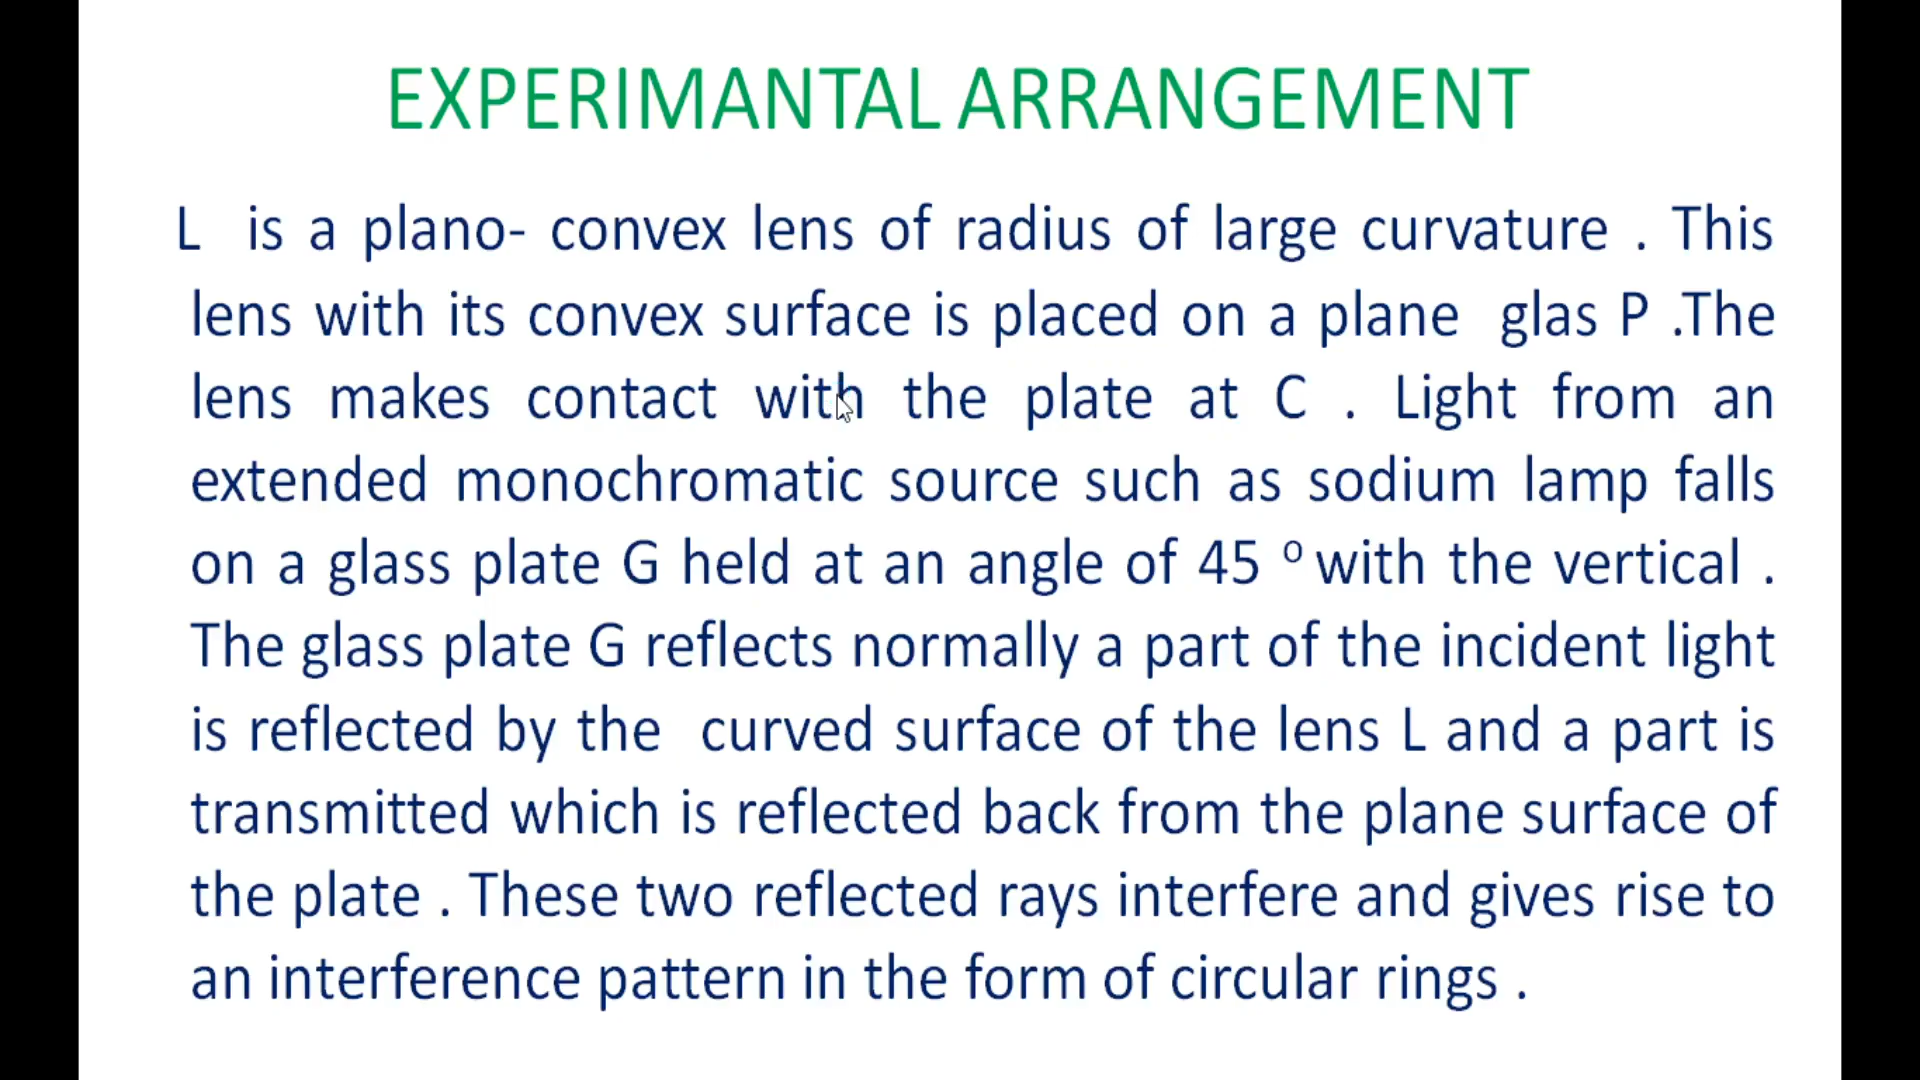 EXPERIMANTAL ARRANGEMENT
L is a plano- convex lens of radius of large curvature . This
lens with its convex surface is placed on a plane glas P .The
lens makes contact with the plate at C . Light from an
extended monochromatic source such as sodium lamp falls
on a glass plate G held at an angle of 45 ⁰ with the vertical .
The glass plate G reflects normally a part of the incident light
is reflected by the curved surface of the lens L and a part is
transmitted which is reflected back from the plane surface of
the plate . These two reflected rays interfere and gives rise to
an interference pattern in the form of circular rings .